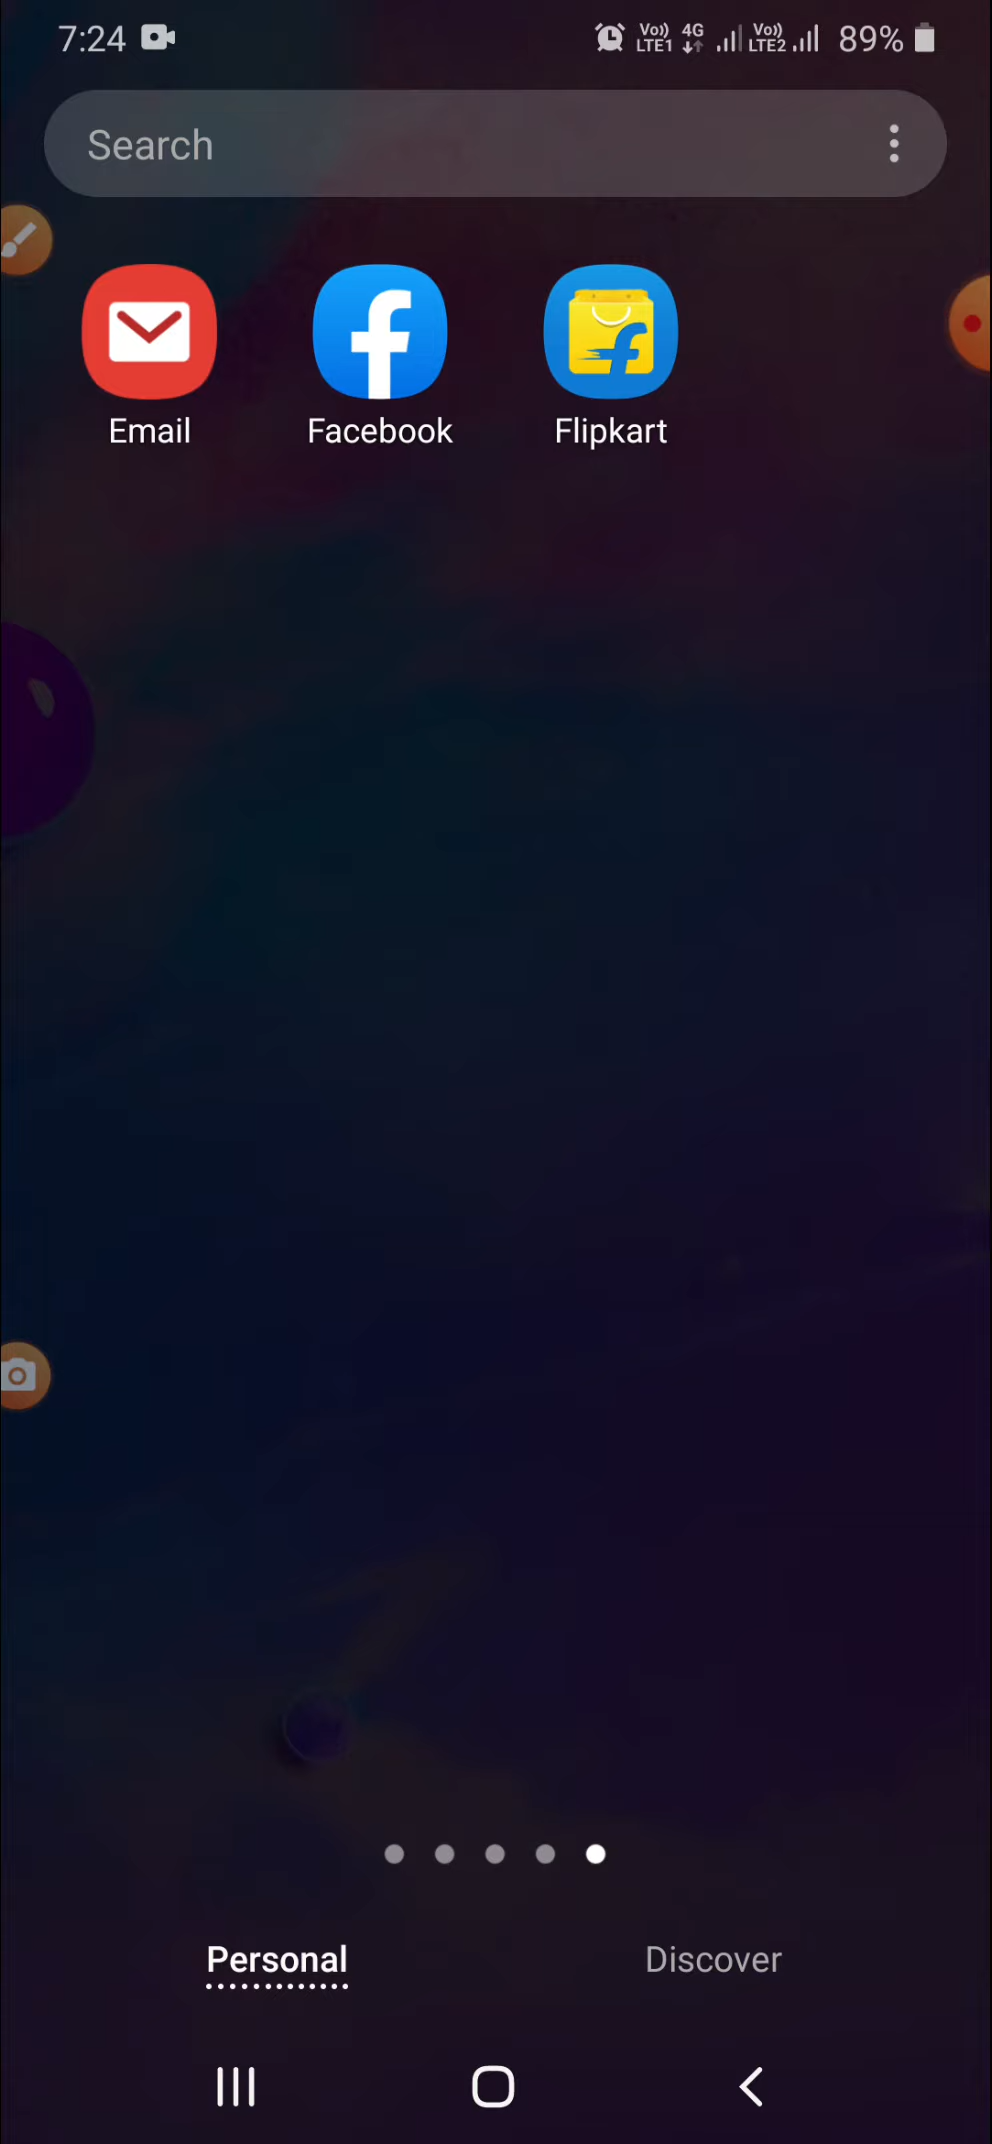 7:24 Vo)) LTE1 4G Vo)) LTE2 89%
Search
Email Facebook Flipkart
Personal Discover